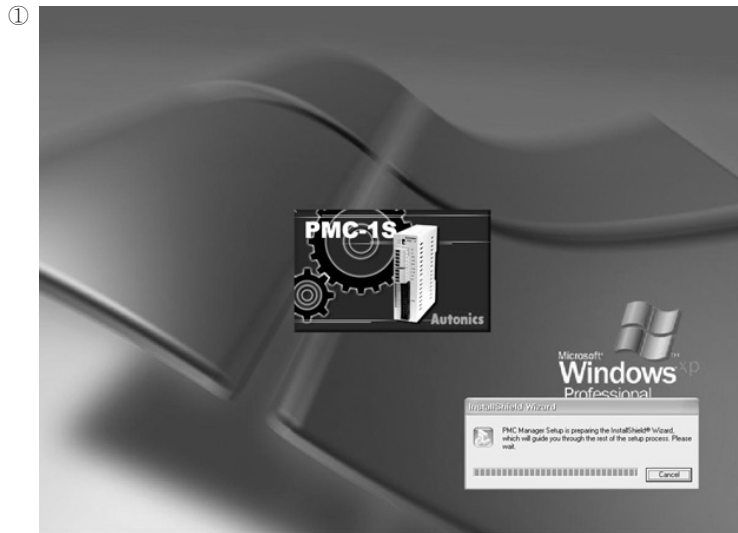 ①
PMC-1S
Autonics
Microsoft®
Windows xp
Professional
InstallShield Wizard
PMC Manager Setup is preparing the InstallShield® Wizard,
which will guide you through the rest of the setup process. Please
wait.
Cancel